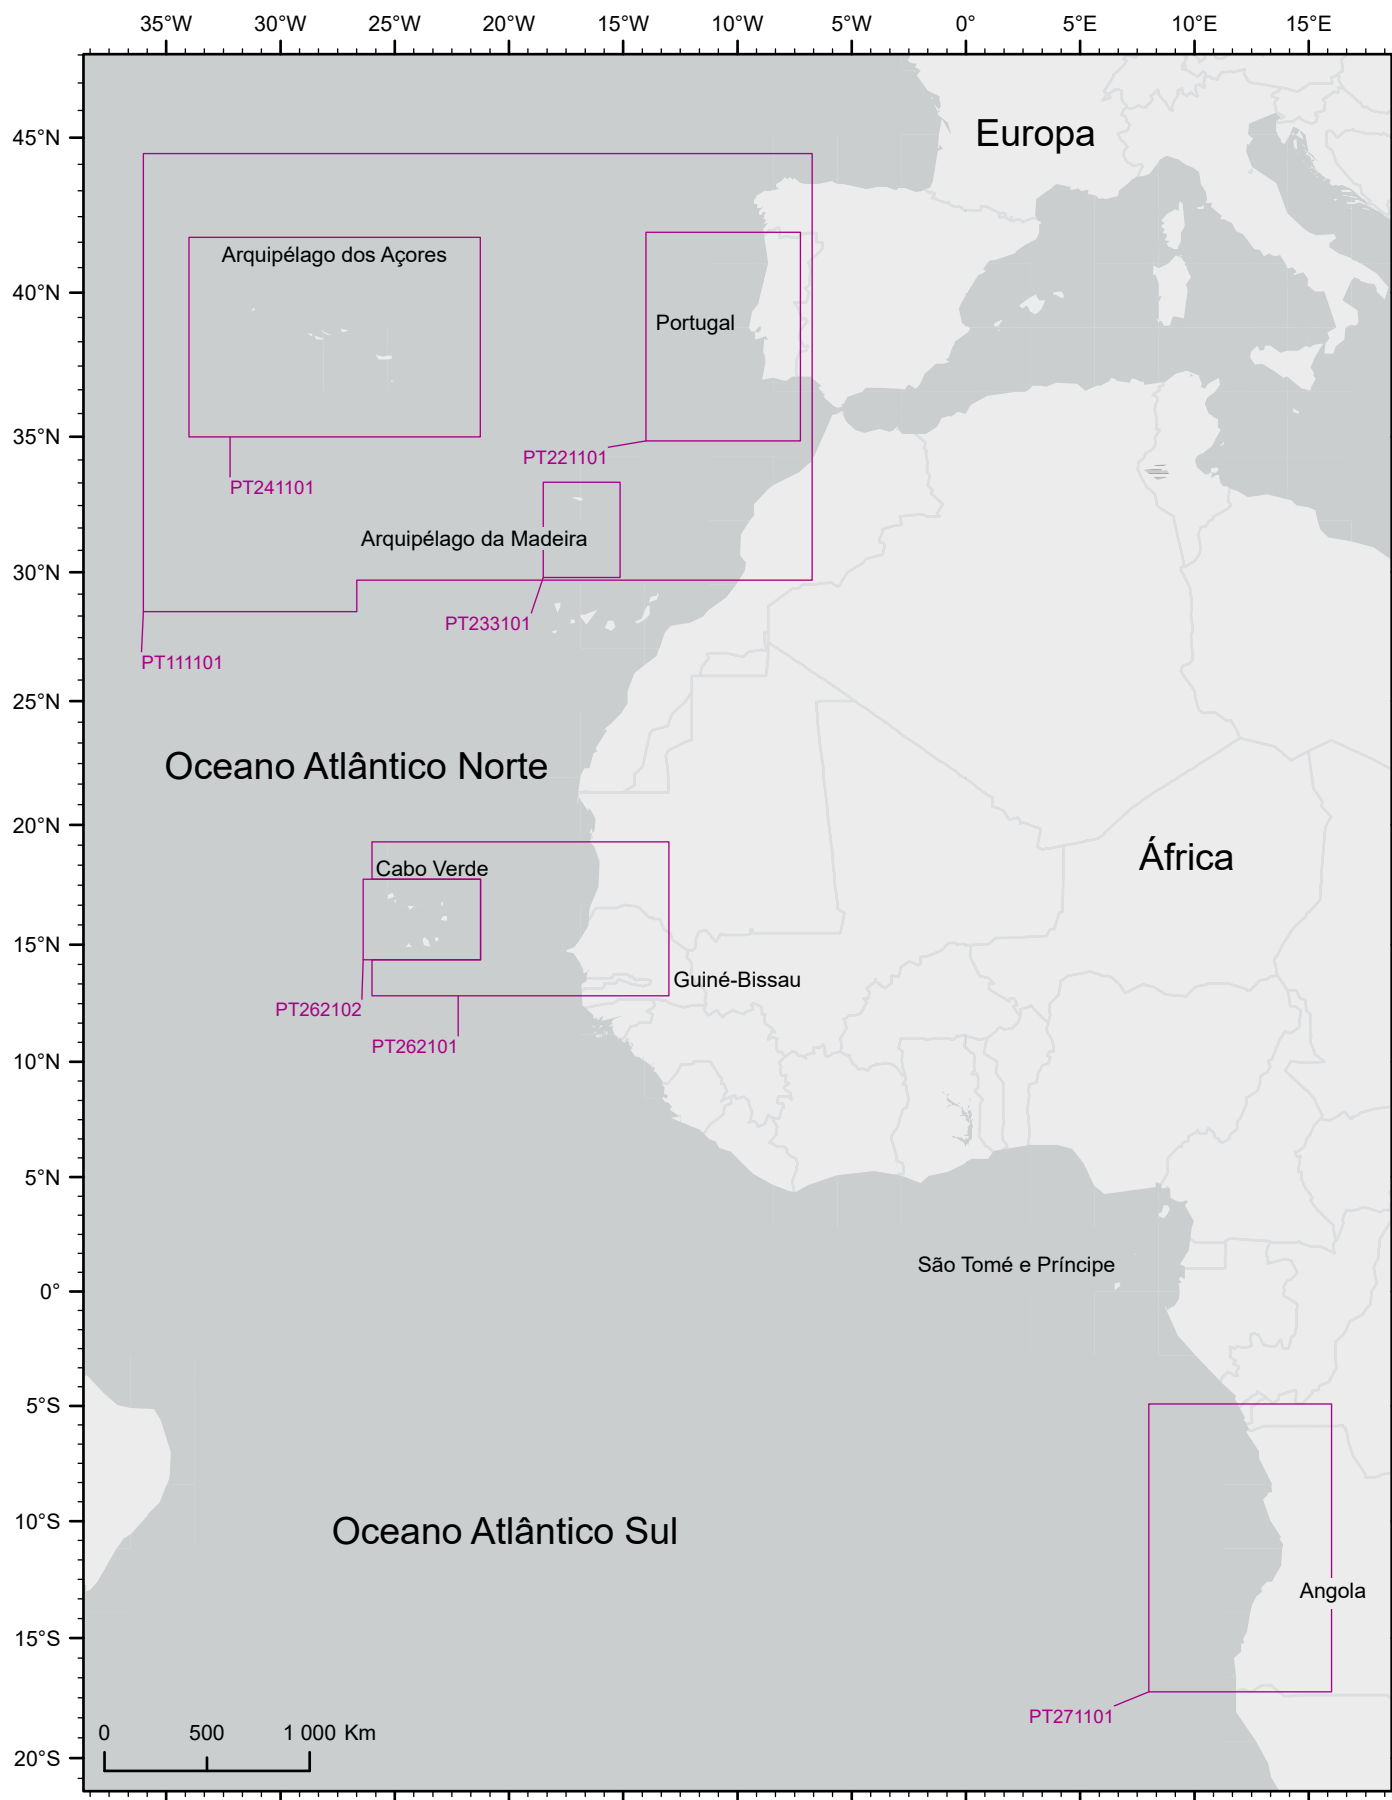 35°W 30°W 25°W 20°W 15°W 10°W 5°W 0° 5°E 10°E 15°E
45°N
Europa
Arquipélago dos Açores
40°N
Portugal
35°N
PT221101
PT241101
Arquipélago da Madeira
30°N
PT233101
PT111101
25°N
Oceano Atlântico Norte
20°N
África
Cabo Verde
15°N
Guiné-Bissau
PT262102
PT262101
10°N
5°N
São Tomé e Príncipe
0°
5°S
10°S
Oceano Atlântico Sul
Angola
15°S
PT271101
0 500 1 000 Km
20°S